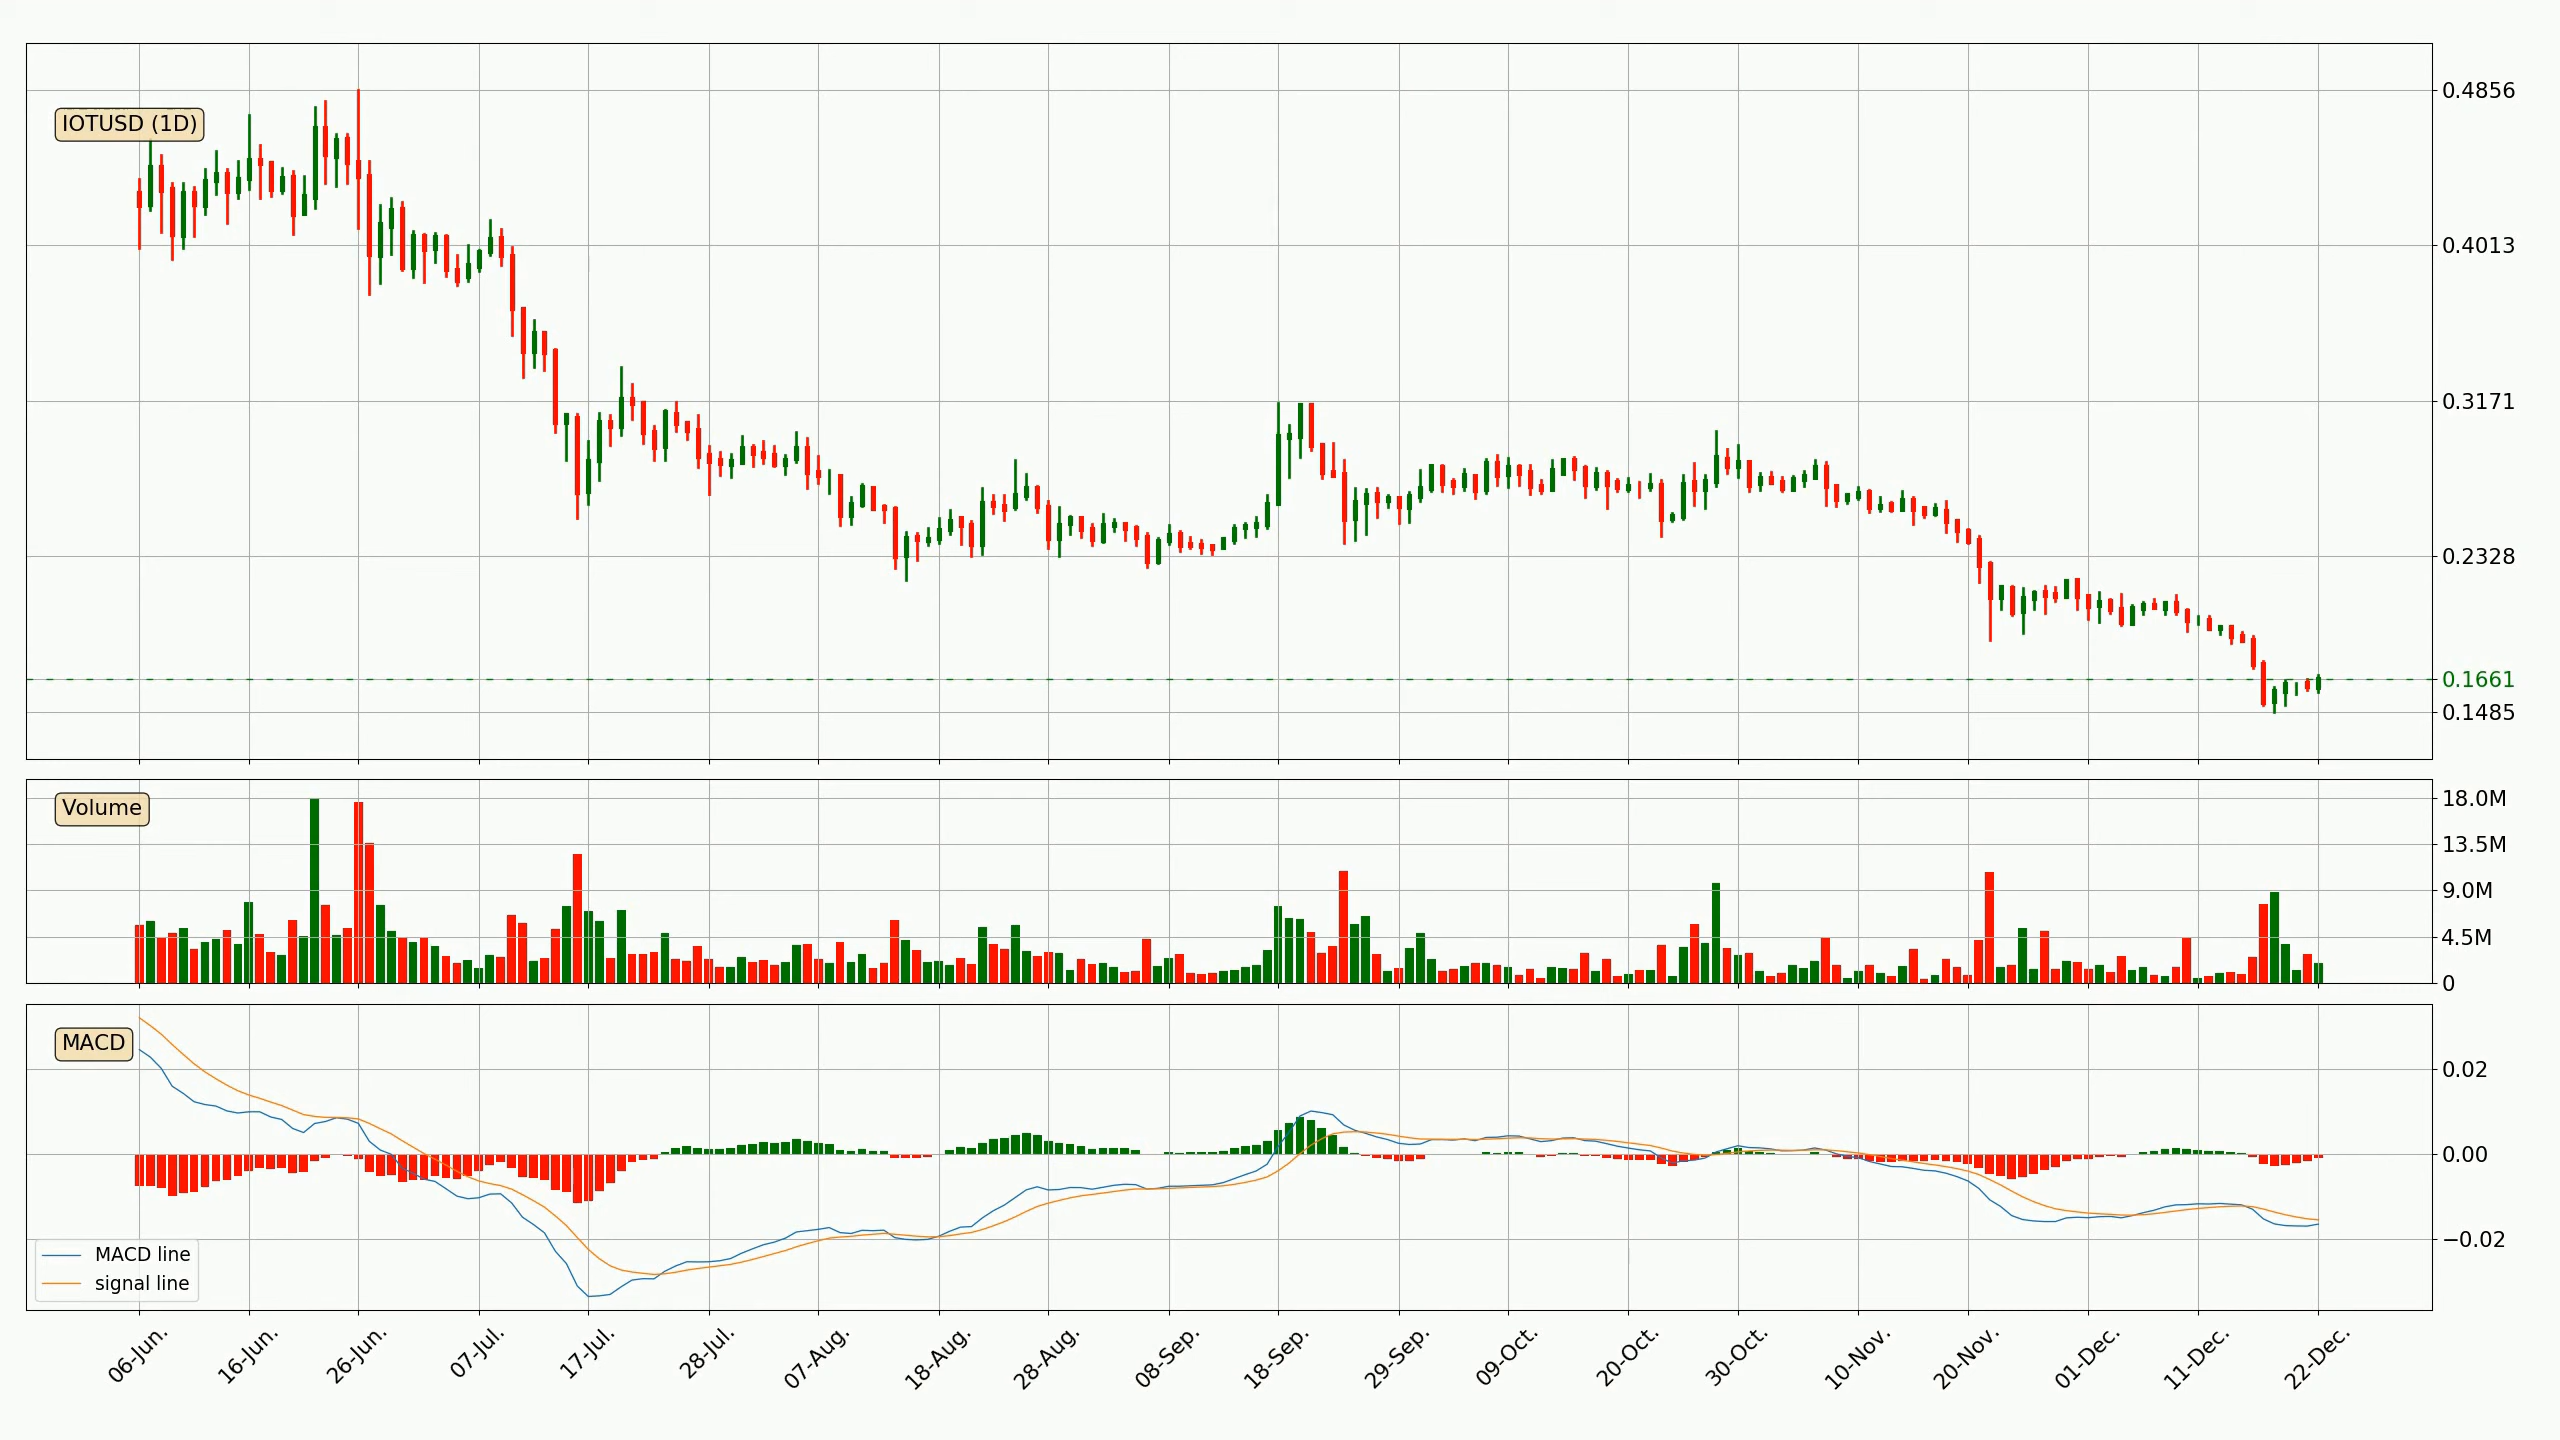 IOTUSD (1D)
0.4856
0.4013
0.3171
0.2328
0.1661
0.1485
Volume
18.0M
13.5M
9.0M
4.5M
0
MACD
0.02
0.00
−0.02
MACD line
signal line
06-Jun.
16-Jun.
26-Jun.
07-Jul.
17-Jul.
28-Jul.
07-Aug.
18-Aug.
28-Aug.
08-Sep.
18-Sep.
29-Sep.
09-Oct.
20-Oct.
30-Oct.
10-Nov.
20-Nov.
01-Dec.
11-Dec.
22-Dec.